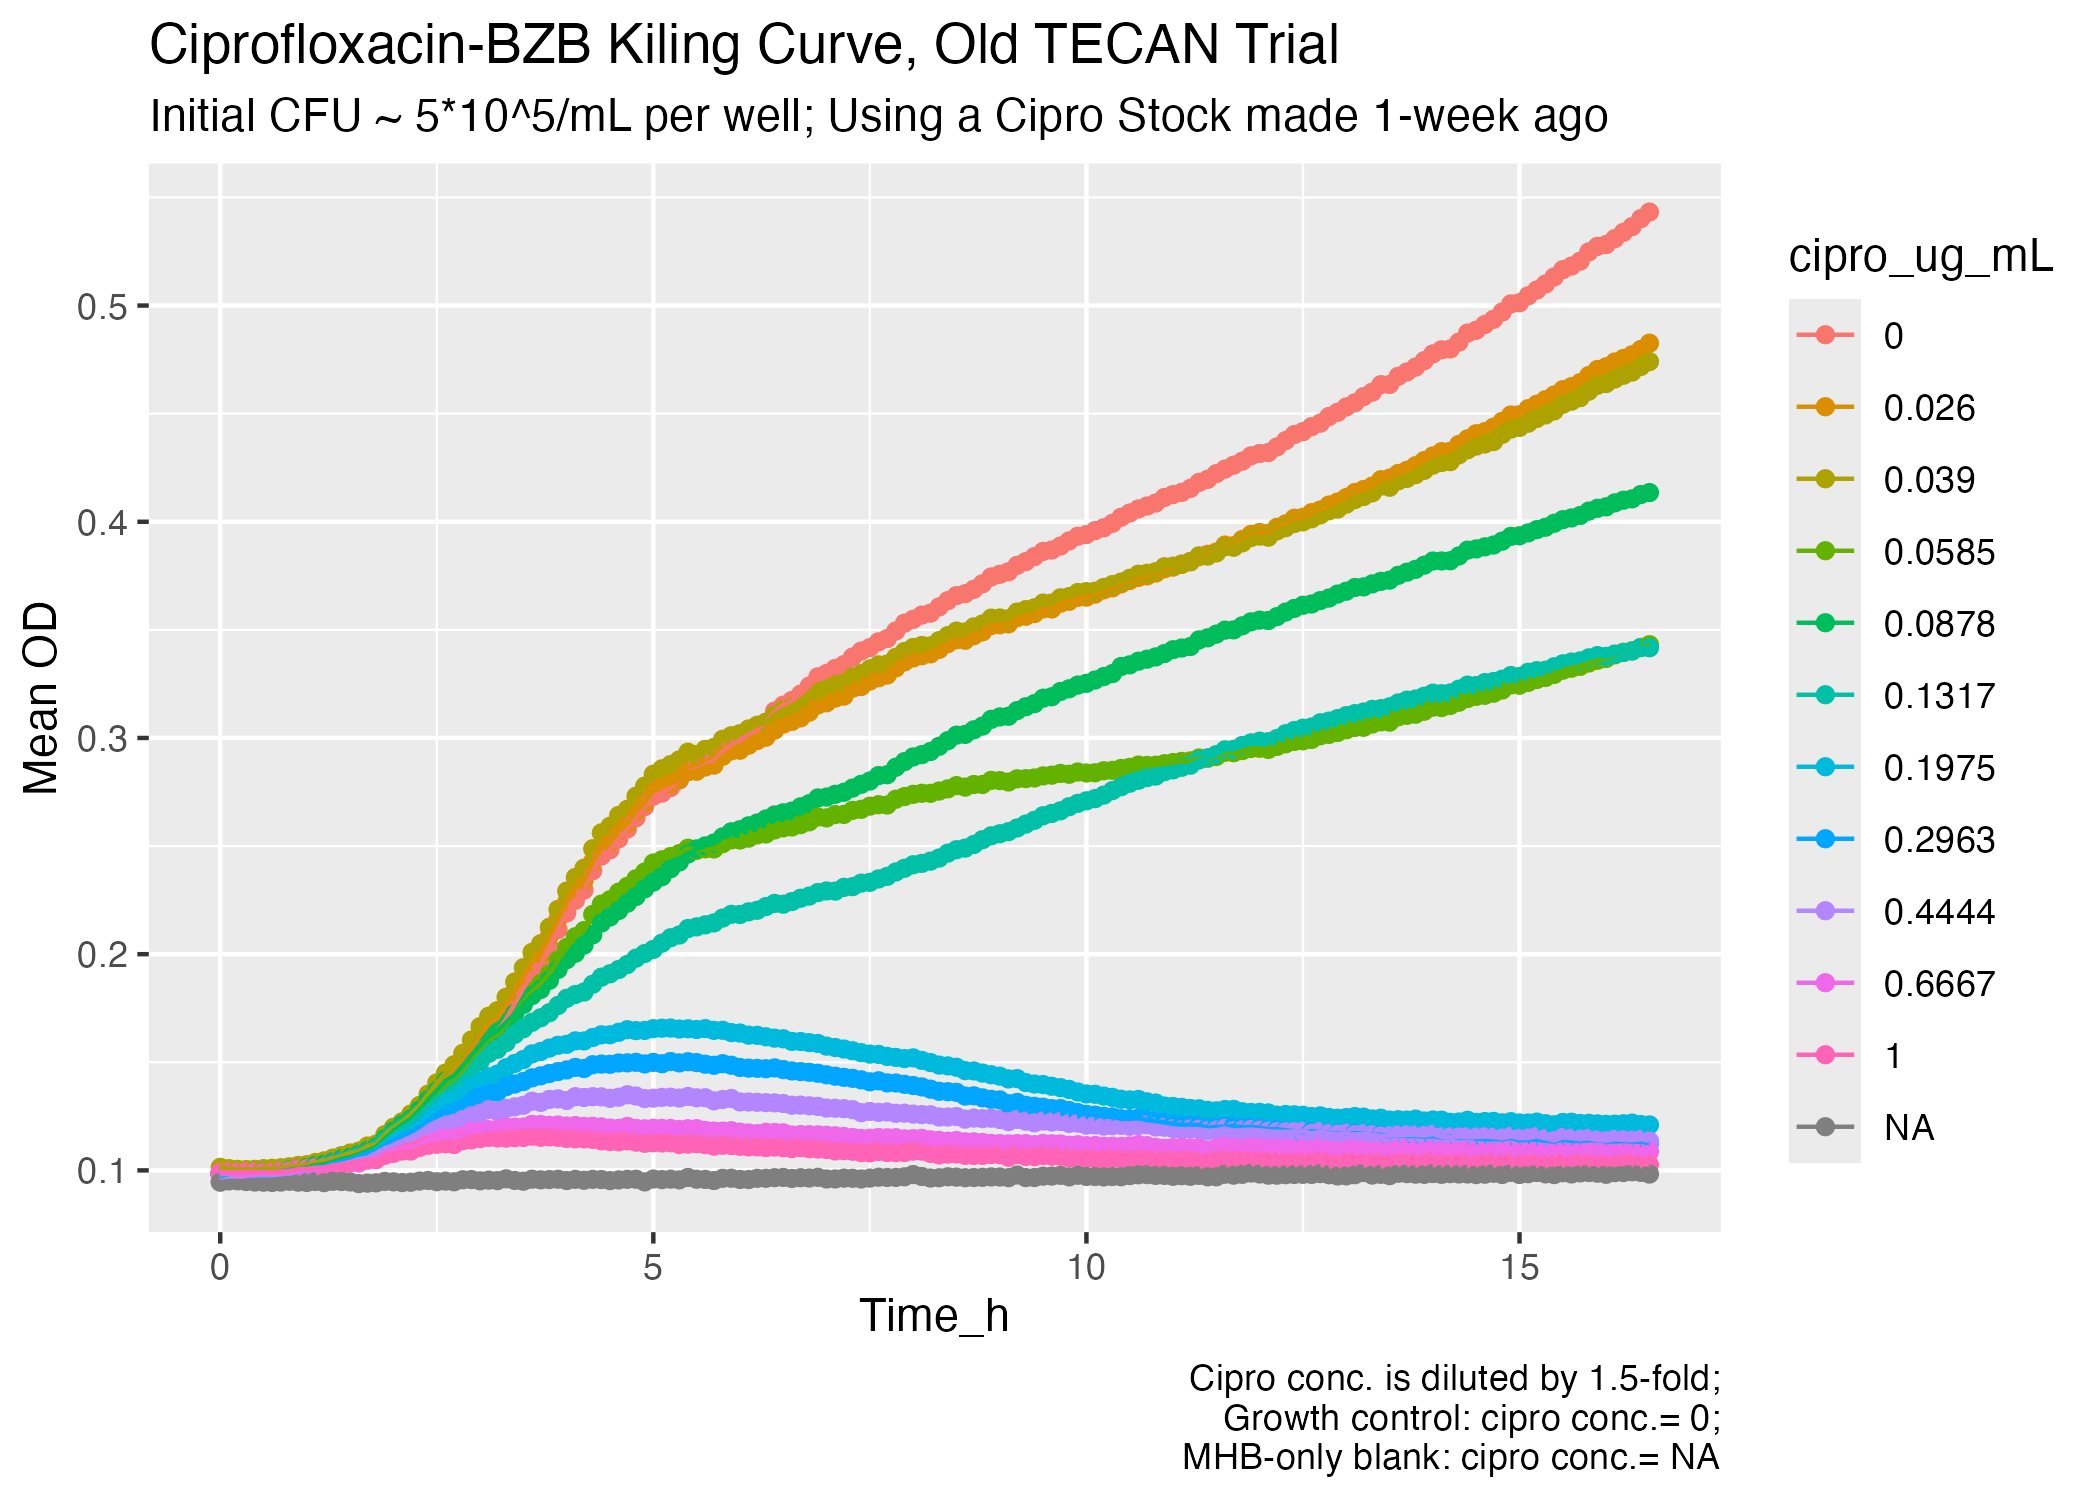 Ciprofloxacin-BZB Kiling Curve, Old TECAN Trial
Initial CFU ~ 5*10^5/mL per well; Using a Cipro Stock made 1-week ago
Mean OD
0.5
0.4
0.3
0.2
0.1
0
5
10
15
Time_h
cipro_ug_mL
0
0.026
0.039
0.0585
0.0878
0.1317
0.1975
0.2963
0.4444
0.6667
1
NA
Cipro conc. is diluted by 1.5-fold;
Growth control: cipro conc.= 0;
MHB-only blank: cipro conc.= NA